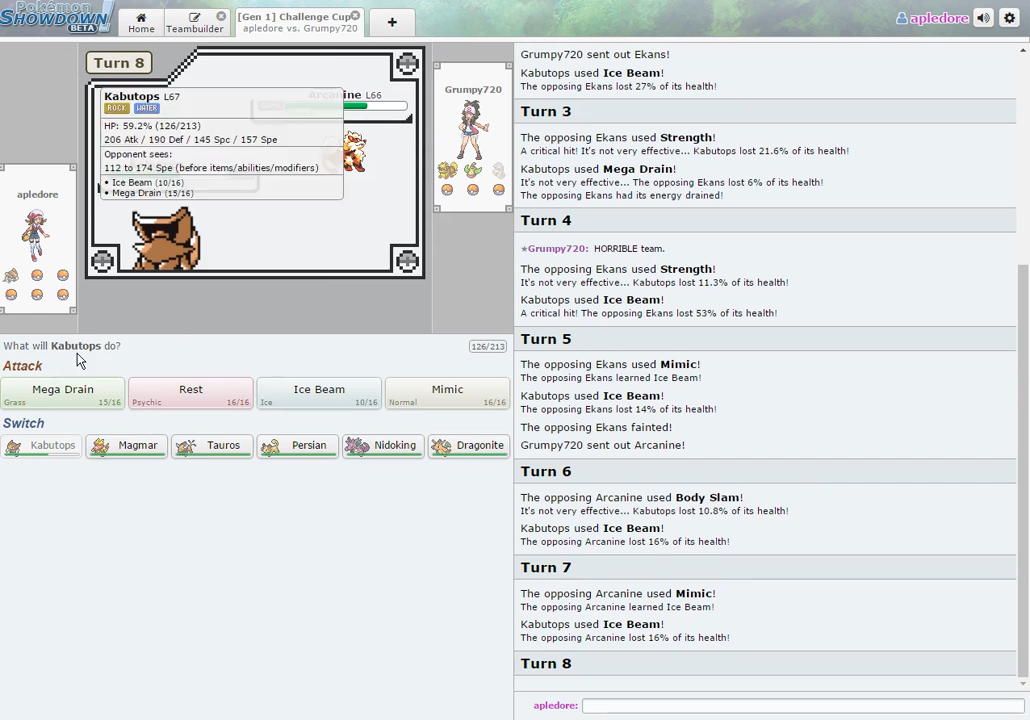 Pokémon
SHOWDOWN
BETA
Home
Teambuilder
[Gen 1] Challenge Cup
apledore vs. Grumpy720
+
apledore
Turn 8
Kabutops L67
ROCK WATER
HP: 59.2% (126/213)
206 Atk / 190 Def / 145 Spc / 157 Spe
Opponent sees:
112 to 174 Spe (before items/abilities/modifiers)
• Ice Beam (10/16)
• Mega Drain (15/16)
Arcanine L66
Grumpy720
apledore
What will Kabutops do?
126/213
Attack
Mega Drain
Grass 15/16
Rest
Psychic 16/16
Ice Beam
Ice 10/16
Mimic
Normal 16/16
Switch
Kabutops
Magmar
Tauros
Persian
Nidoking
Dragonite
Grumpy720 sent out Ekans!
Kabutops used Ice Beam!
The opposing Ekans lost 27% of its health!
Turn 3
The opposing Ekans used Strength!
A critical hit! It's not very effective... Kabutops lost 21.6% of its health!
Kabutops used Mega Drain!
It's not very effective... The opposing Ekans lost 6% of its health!
The opposing Ekans had its energy drained!
Turn 4
★Grumpy720: HORRIBLE team.
The opposing Ekans used Strength!
It's not very effective... Kabutops lost 11.3% of its health!
Kabutops used Ice Beam!
A critical hit! The opposing Ekans lost 53% of its health!
Turn 5
The opposing Ekans used Mimic!
The opposing Ekans learned Ice Beam!
Kabutops used Ice Beam!
The opposing Ekans lost 14% of its health!
The opposing Ekans fainted!
Grumpy720 sent out Arcanine!
Turn 6
The opposing Arcanine used Body Slam!
It's not very effective... Kabutops lost 10.8% of its health!
Kabutops used Ice Beam!
The opposing Arcanine lost 16% of its health!
Turn 7
The opposing Arcanine used Mimic!
The opposing Arcanine learned Ice Beam!
Kabutops used Ice Beam!
The opposing Arcanine lost 16% of its health!
Turn 8
apledore: